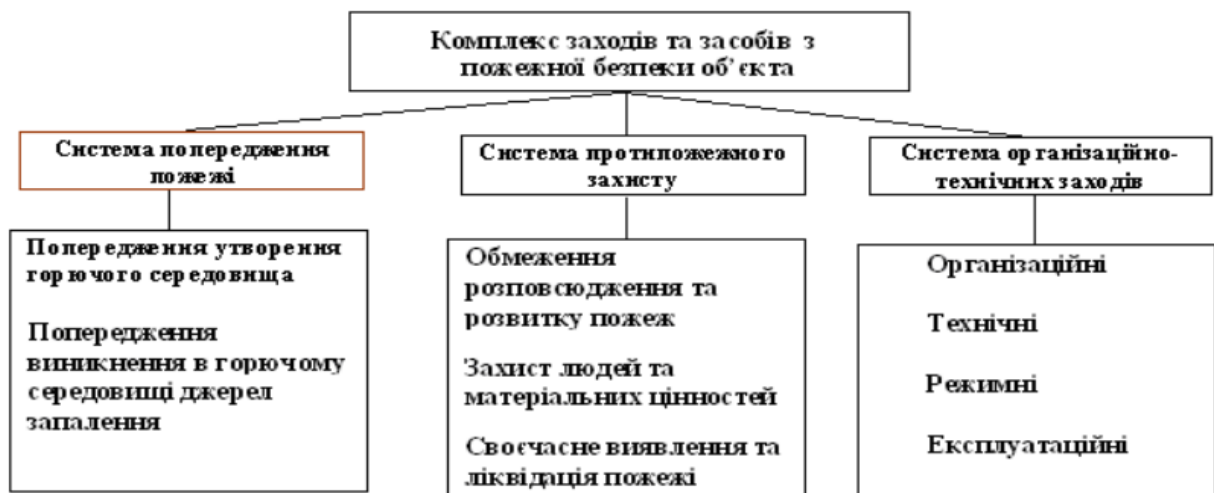 Комплекс заходів та засобів з
пожежної безпеки об’єкта
Система попередження
пожежі
Система протипожежного
захисту
Система організаційно-
технічних заходів
Попередження утворення
горючого середовища
Попередження
виникнення в горючому
середовищі джерел
запалення
Обмеження
розповсюдження та
розвитку пожеж
Захист людей та
матеріальних цінностей
Своєчасне виявлення та
ліквідація пожежі
Організаційні
Технічні
Режимні
Експлуатаційні